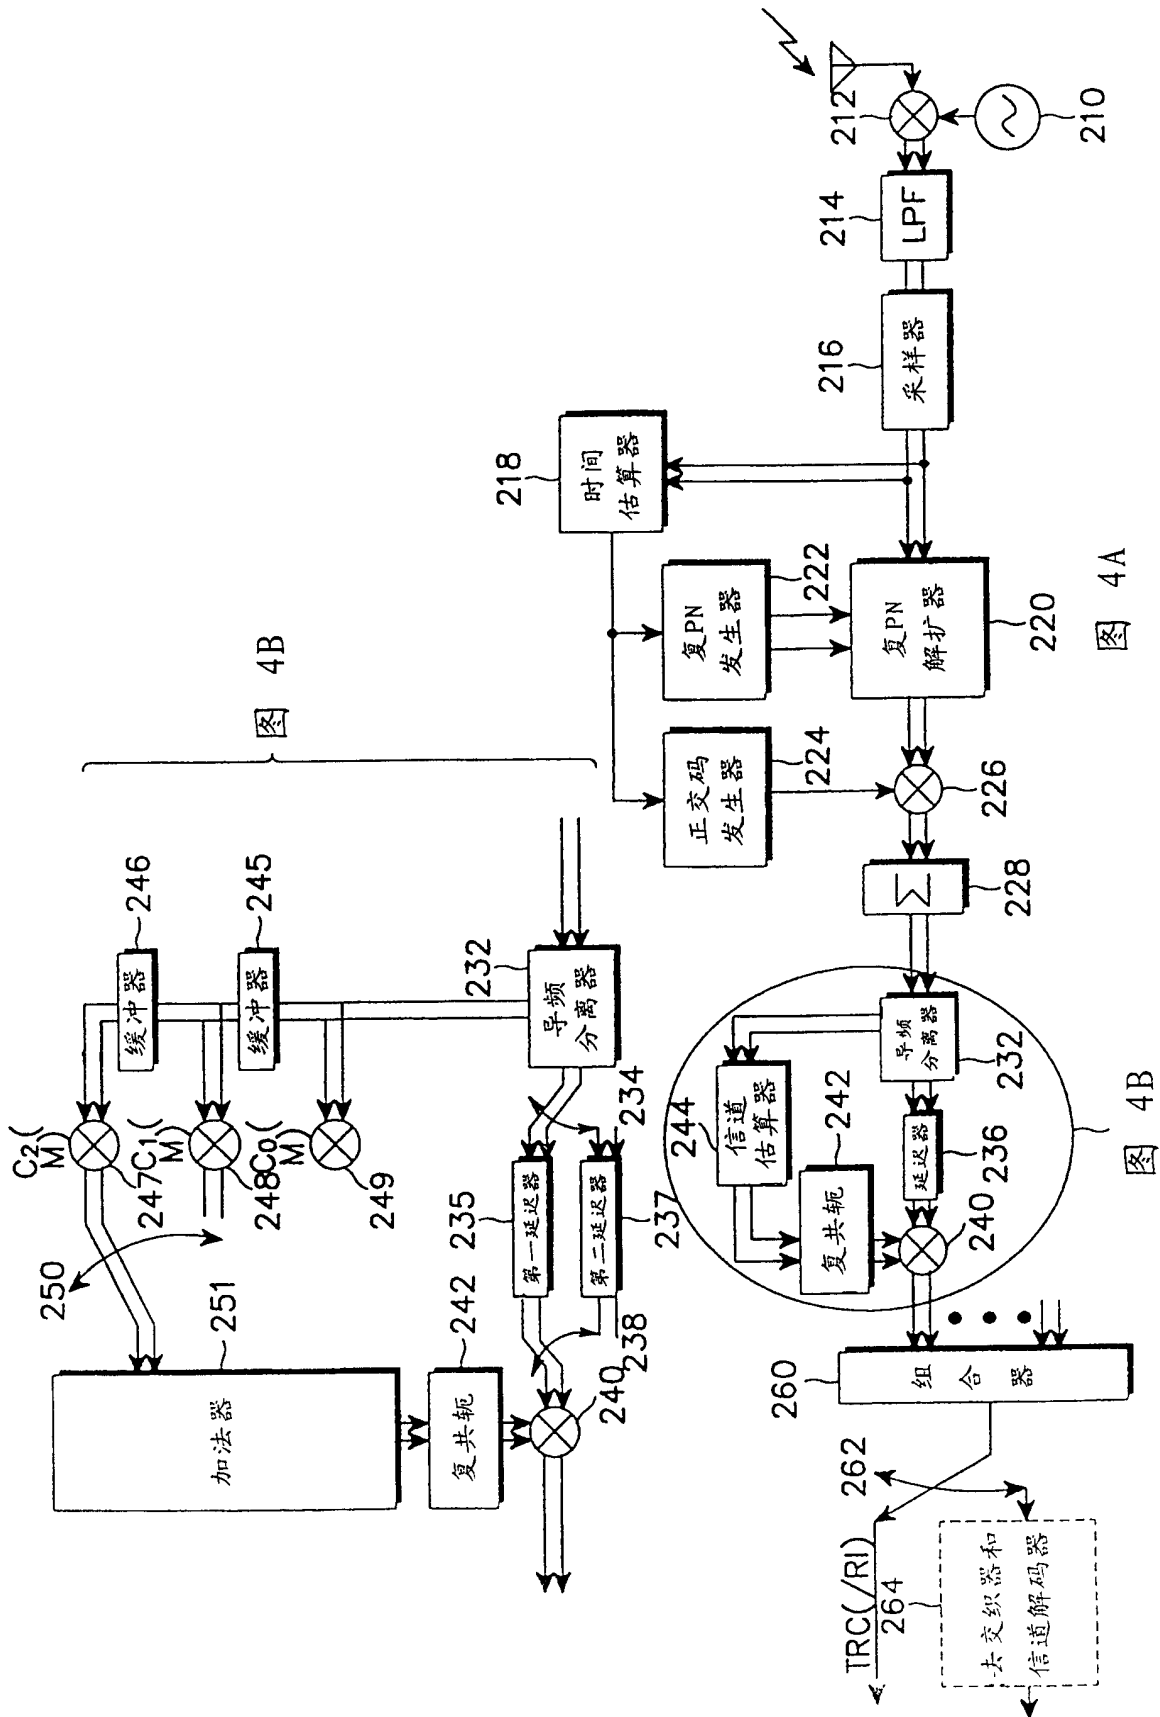 212
210
214
LPF
216
采样器
218
时间
估算器
222
复PN
发生器
复PN
解扩器
220
图 4A
224
正交码
发生器
226
Σ
228
导频
分离器
232
244
信道
估算器
242
复共轭
延迟器
236
240
图 4B
260
组合器
262
TRC(/RI)
264
去交织器和
信道解码器
图 4B
246
缓冲器
245
缓冲器
232
导频
分离器
234
C2(
M
247
C1(
M
248
C0(
M
249
250
251
加法器
235
第一延迟器
第二延迟器
237
238
242
复共轭
240